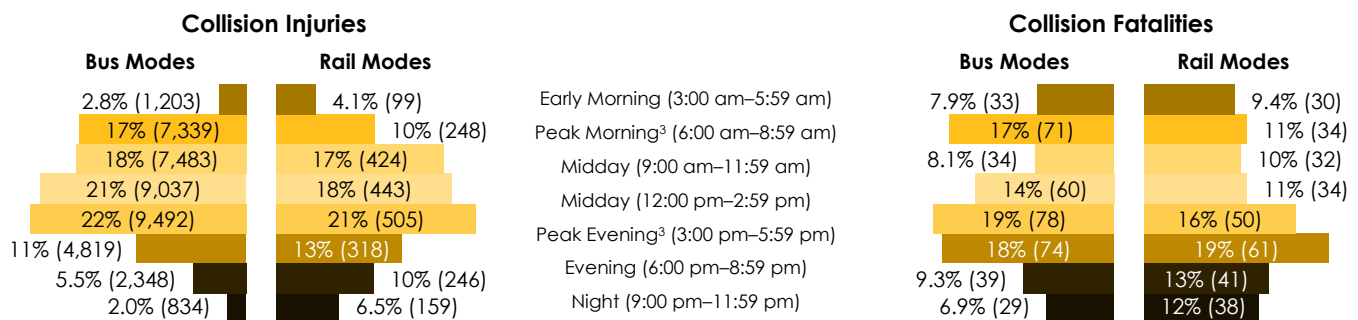 Collision Injuries
Collision Fatalities
Bus Modes
Rail Modes
Bus Modes
Rail Modes
2.8% (1,203)
4.1% (99)
Early Morning (3:00 am–5:59 am)
7.9% (33)
9.4% (30)
17% (7,339)
10% (248)
Peak Morning³ (6:00 am–8:59 am)
17% (71)
11% (34)
18% (7,483)
17% (424)
Midday (9:00 am–11:59 am)
8.1% (34)
10% (32)
21% (9,037)
18% (443)
Midday (12:00 pm–2:59 pm)
14% (60)
11% (34)
22% (9,492)
21% (505)
Peak Evening³ (3:00 pm–5:59 pm)
19% (78)
16% (50)
11% (4,819)
13% (318)
Evening (6:00 pm–8:59 pm)
18% (74)
19% (61)
5.5% (2,348)
10% (246)
Night (9:00 pm–11:59 pm)
9.3% (39)
13% (41)
2.0% (834)
6.5% (159)
6.9% (29)
12% (38)